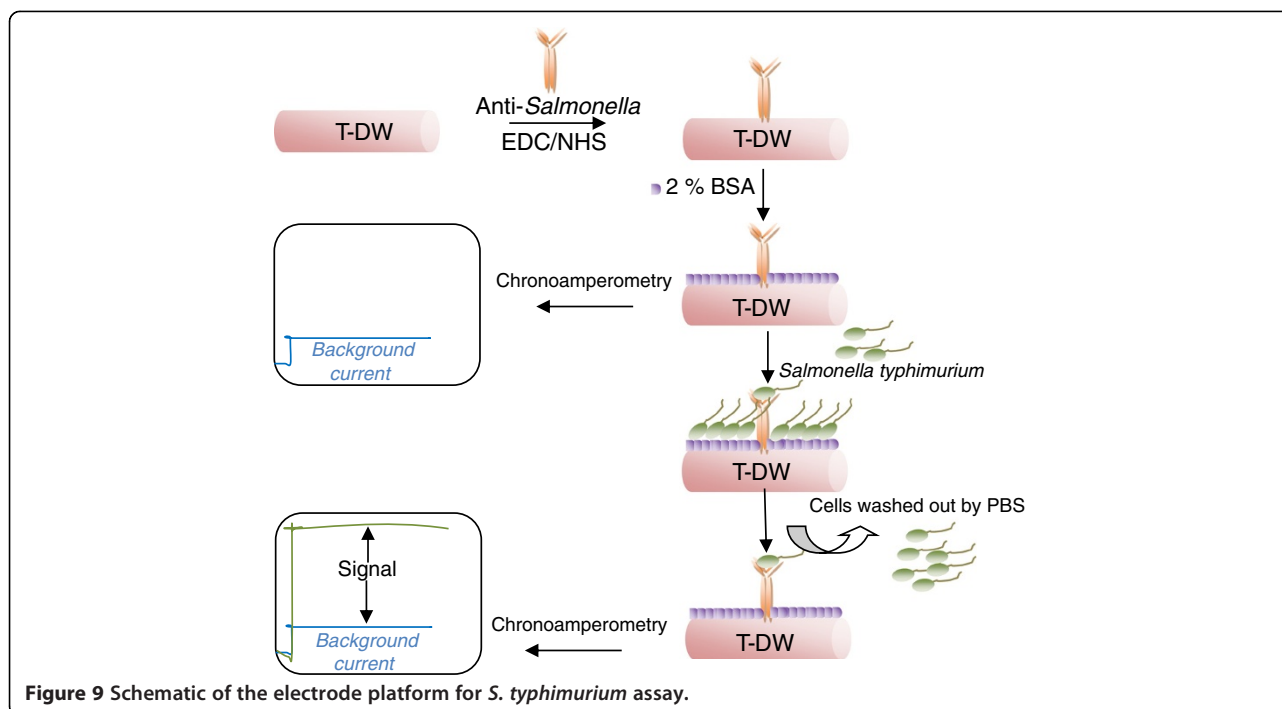 Anti-Salmonella
T-DW
EDC/NHS
T-DW
2 % BSA
Chronoamperometry
T-DW
Background
current
Salmonella typhimurium
T-DW
Cells washed out by PBS
Signal
Chronoamperometry
T-DW
Background
current
Figure 9 Schematic of the electrode platform for S. typhimurium assay.